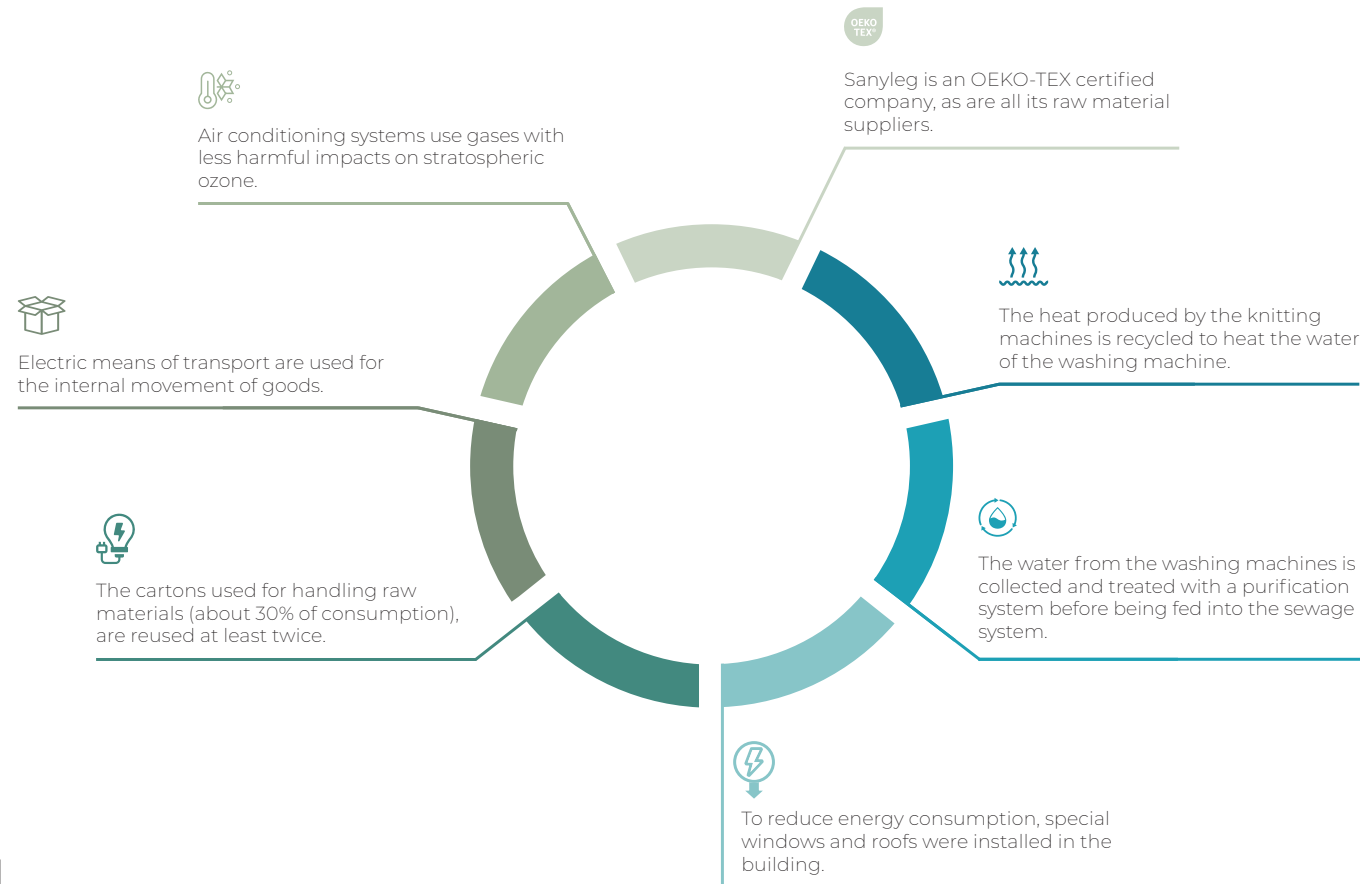 OEKO
TEX®
Sanyleg is an OEKO-TEX certified
company, as are all its raw material
suppliers.
Air conditioning systems use gases with
less harmful impacts on stratospheric
ozone.
The heat produced by the knitting
machines is recycled to heat the water
of the washing machine.
Electric means of transport are used for
the internal movement of goods.
The water from the washing machines is
collected and treated with a purification
system before being fed into the sewage
system.
The cartons used for handling raw
materials (about 30% of consumption),
are reused at least twice.
To reduce energy consumption, special
windows and roofs were installed in the
building.